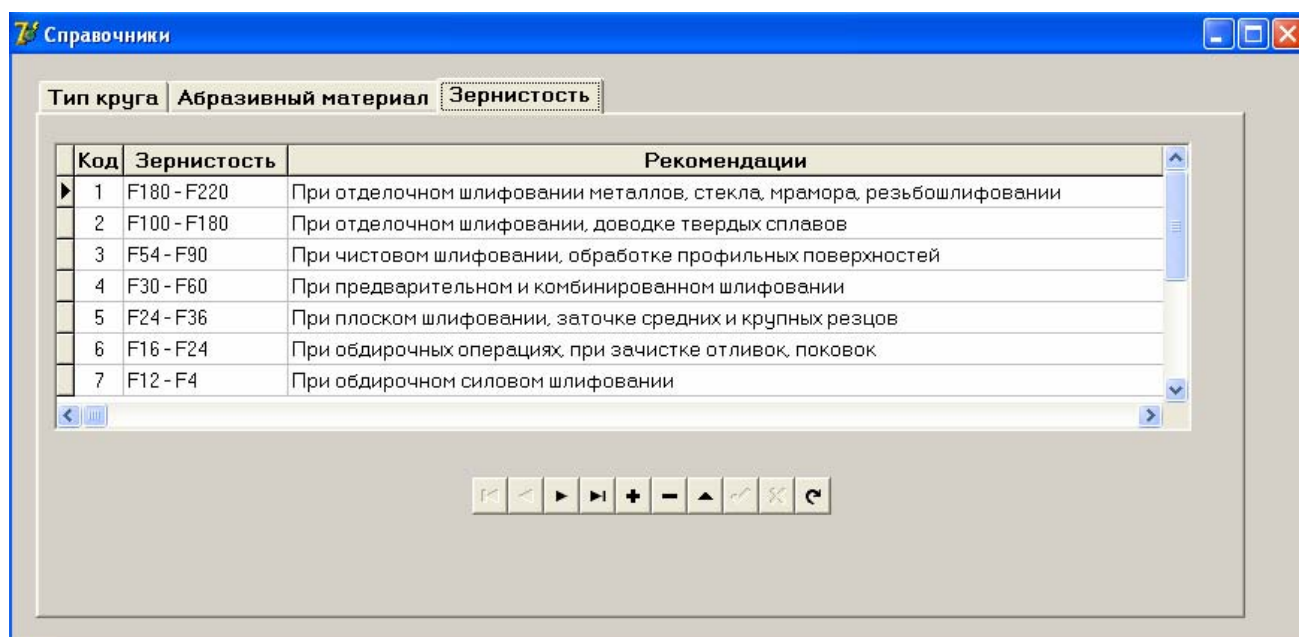 Справочники
Тип круга Абразивный материал Зернистость
Код Зернистость Рекомендации
1 F180 - F220 При отделочном шлифовании металлов, стекла, мрамора, резьбошлифовании
2 F100 - F180 При отделочном шлифовании, доводке твердых сплавов
3 F54 - F90 При чистовом шлифовании, обработке профильных поверхностей
4 F30 - F60 При предварительном и комбинированном шлифовании
5 F24 - F36 При плоском шлифовании, заточке средних и крупных резцов
6 F16 - F24 При обдирочных операциях, при зачистке отливок, поковок
7 F12 - F4 При обдирочном силовом шлифовании